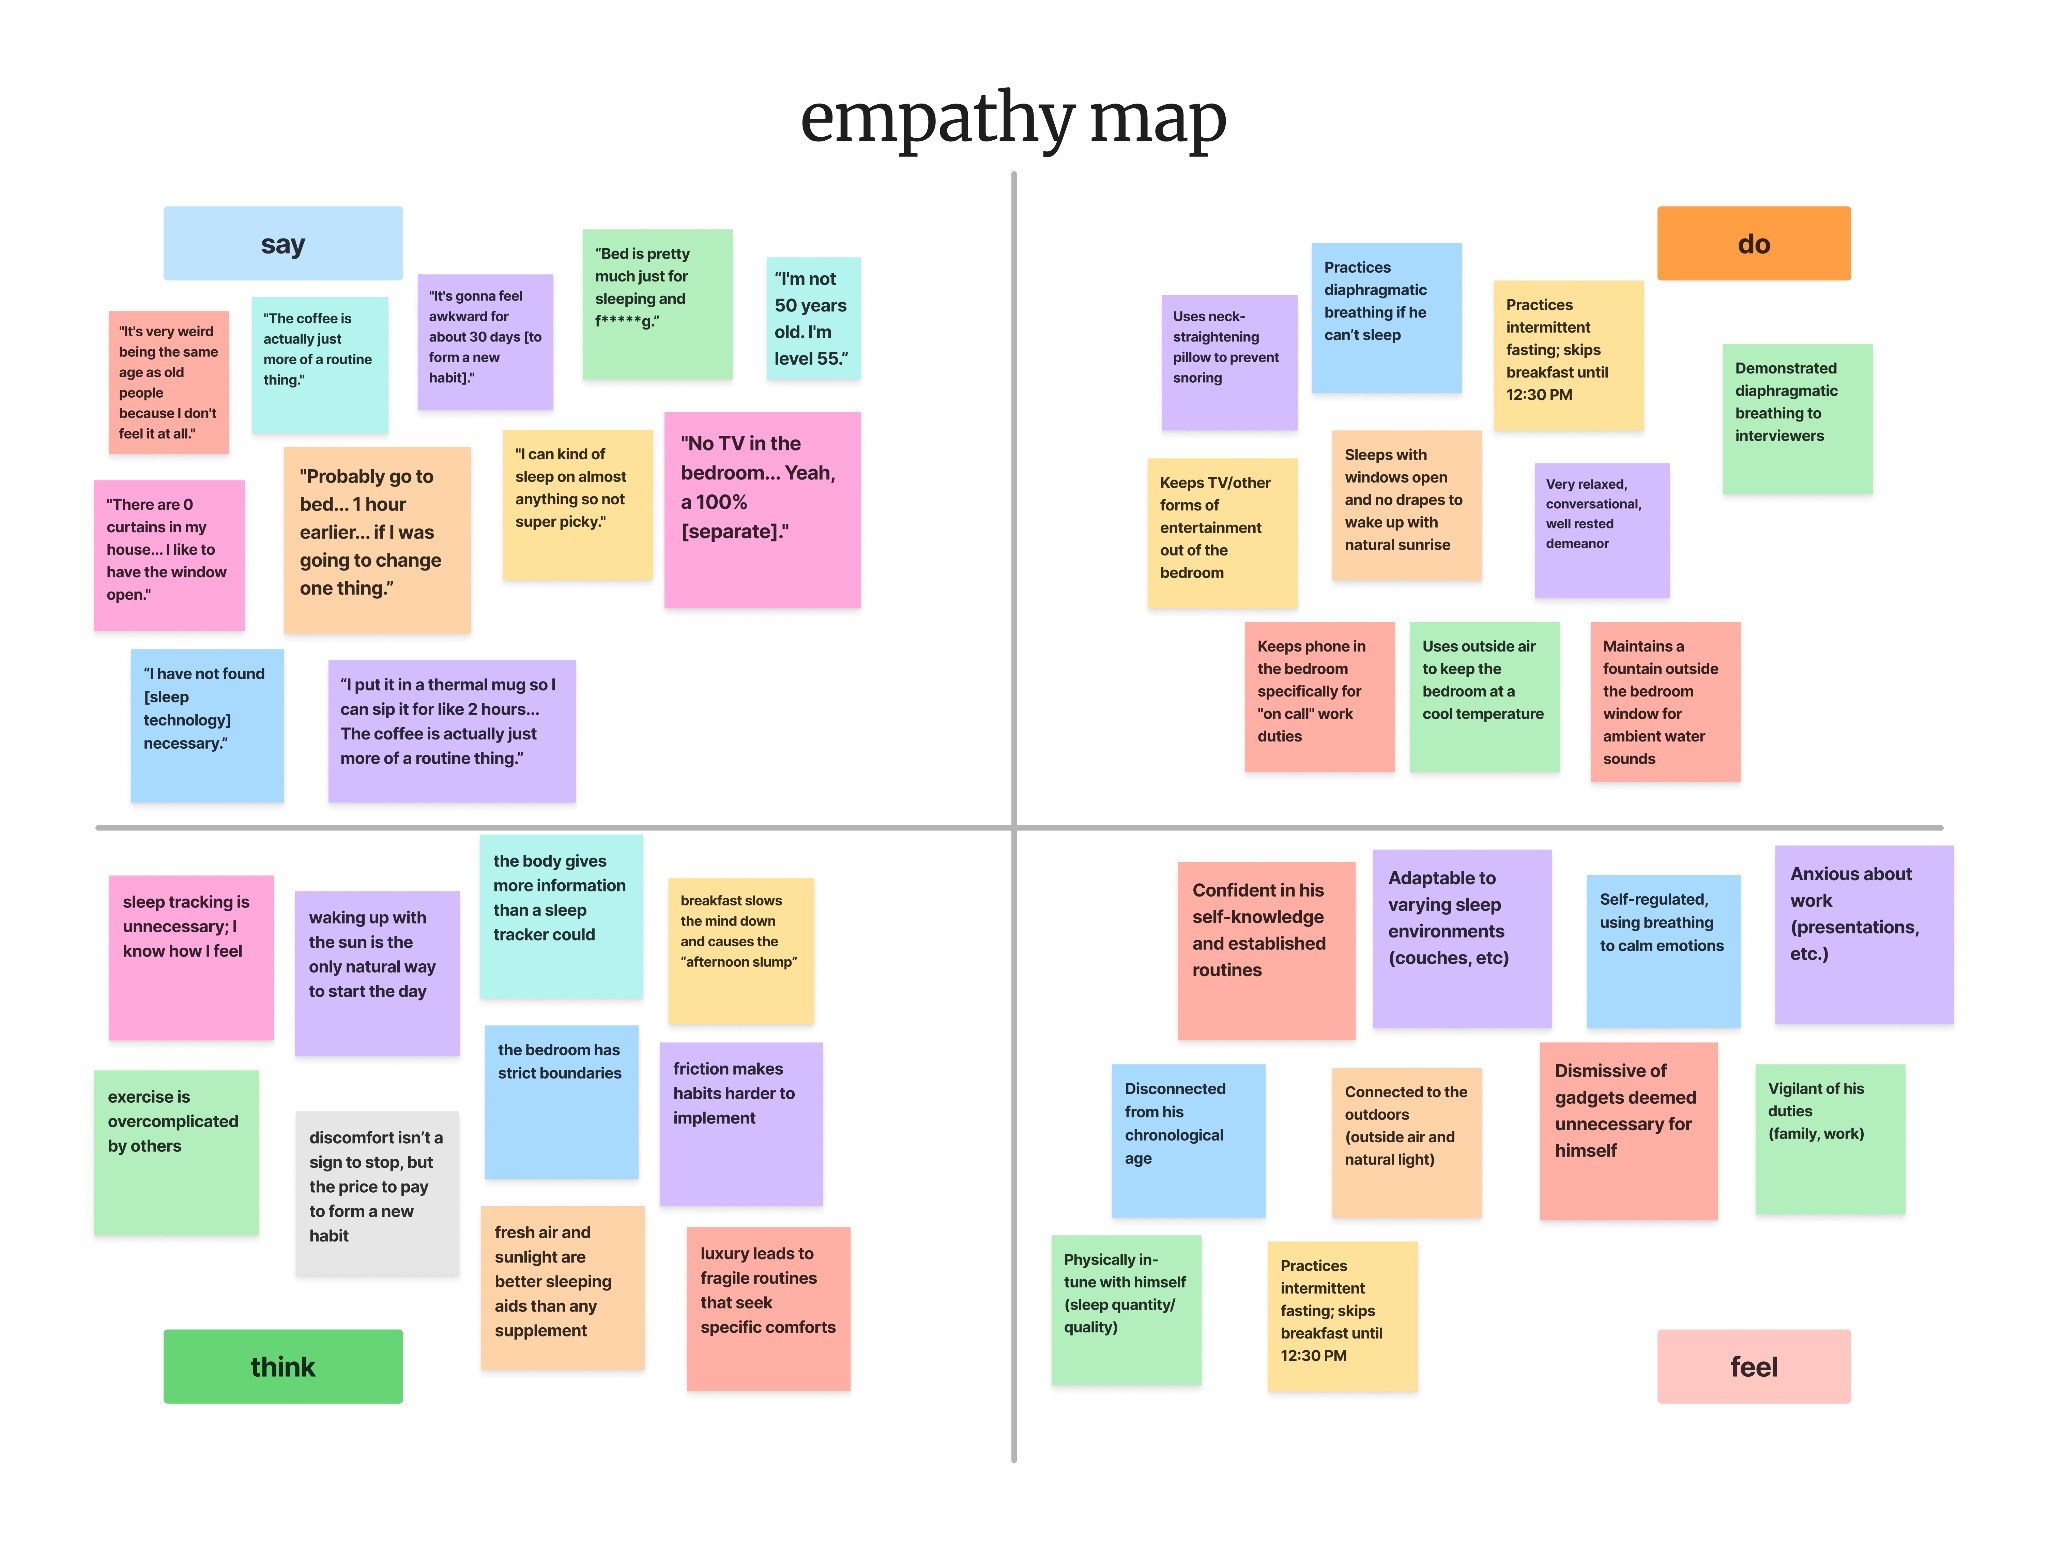 empathy map
say
"It's very weird
being the same
age as old
people
because I don't
feel it at all."
"The coffee is
actually just
more of a routine
thing."
"It's gonna feel
awkward for
about 30 days [to
form a new
habit]."
“Bed is pretty
much just for
sleeping and
f*****g.”
“I'm not
50 years
old. I'm
level 55.”
"There are 0
curtains in my
house... I like to
have the window
open."
"Probably go to
bed... 1 hour
earlier... if I was
going to change
one thing.”
"I can kind of
sleep on almost
anything so not
super picky."
"No TV in the
bedroom... Yeah,
a 100%
[separate]."
“I have not found
[sleep
technology]
necessary.”
“I put it in a thermal mug so I
can sip it for like 2 hours...
The coffee is actually just
more of a routine thing.”
do
Uses neck-
straightening
pillow to prevent
snoring
Practices
diaphragmatic
breathing if he
can’t sleep
Practices
intermittent
fasting; skips
breakfast until
12:30 PM
Demonstrated
diaphragmatic
breathing to
interviewers
Keeps TV/other
forms of
entertainment
out of the
bedroom
Sleeps with
windows open
and no drapes to
wake up with
natural sunrise
Very relaxed,
conversational,
well rested
demeanor
Keeps phone in
the bedroom
specifically for
"on call" work
duties
Uses outside air
to keep the
bedroom at a
cool temperature
Maintains a
fountain outside
the bedroom
window for
ambient water
sounds
sleep tracking is
unnecessary; I
know how I feel
waking up with
the sun is the
only natural way
to start the day
the body gives
more information
than a sleep
tracker could
breakfast slows
the mind down
and causes the
“afternoon slump”
exercise is
overcomplicated
by others
discomfort isn’t a
sign to stop, but
the price to pay
to form a new
habit
the bedroom has
strict boundaries
friction makes
habits harder to
implement
fresh air and
sunlight are
better sleeping
aids than any
supplement
luxury leads to
fragile routines
that seek
specific comforts
think
Confident in his
self-knowledge
and established
routines
Adaptable to
varying sleep
environments
(couches, etc)
Self-regulated,
using breathing
to calm emotions
Anxious about
work
(presentations,
etc.)
Disconnected
from his
chronological
age
Connected to the
outdoors
(outside air and
natural light)
Dismissive of
gadgets deemed
unnecessary for
himself
Vigilant of his
duties
(family, work)
Physically in-
tune with himself
(sleep quantity/
quality)
Practices
intermittent
fasting; skips
breakfast until
12:30 PM
feel